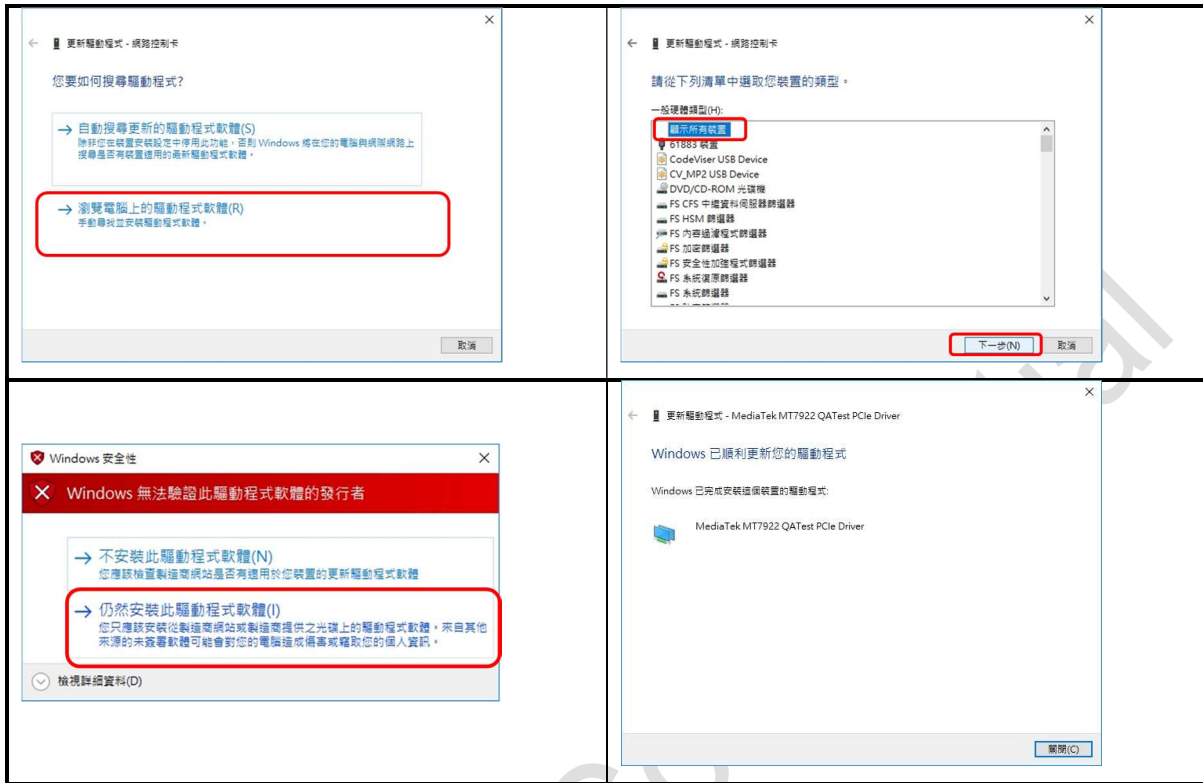 更新驅動程式 - 網路控制卡
您要如何搜尋驅動程式?
→ 自動搜尋更新的驅動程式軟體(S)
除非您在裝置安裝設定中停用此功能，否則 Windows 將在您的電腦與網際網路上
搜尋是否有裝置適用的最新驅動程式軟體。
→ 瀏覽電腦上的驅動程式軟體(R)
手動尋找並安裝驅動程式軟體。
取消
更新驅動程式 - 網路控制卡
請從下列清單中選取您裝置的類型。
一般硬體類型(H):
顯示所有裝置
61883 裝置
CodeViser USB Device
CV_MP2 USB Device
DVD/CD-ROM 光碟機
FS CFS 中繼資料伺服器篩選器
FS HSM 篩選器
FS 內容過濾程式篩選器
FS 加密篩選器
FS 安全性加強程式篩選器
FS 系統復原篩選器
FS 系統篩選器
下一步(N)
取消
Windows 安全性
Windows 無法驗證此驅動程式軟體的發行者
→ 不安裝此驅動程式軟體(N)
您應該檢查製造商網站是否有適用於您裝置的更新驅動程式軟體
→ 仍然安裝此驅動程式軟體(I)
您只應該安裝從製造商網站或製造商提供之光碟上的驅動程式軟體。來自其他
來源的未簽署軟體可能會對您的電腦造成傷害或竊取您的個人資訊。
檢視詳細資料(D)
更新驅動程式 - MediaTek MT7922 QATest PCIe Driver
Windows 已順利更新您的驅動程式
Windows 已完成安裝這個裝置的驅動程式:
MediaTek MT7922 QATest PCIe Driver
關閉(C)